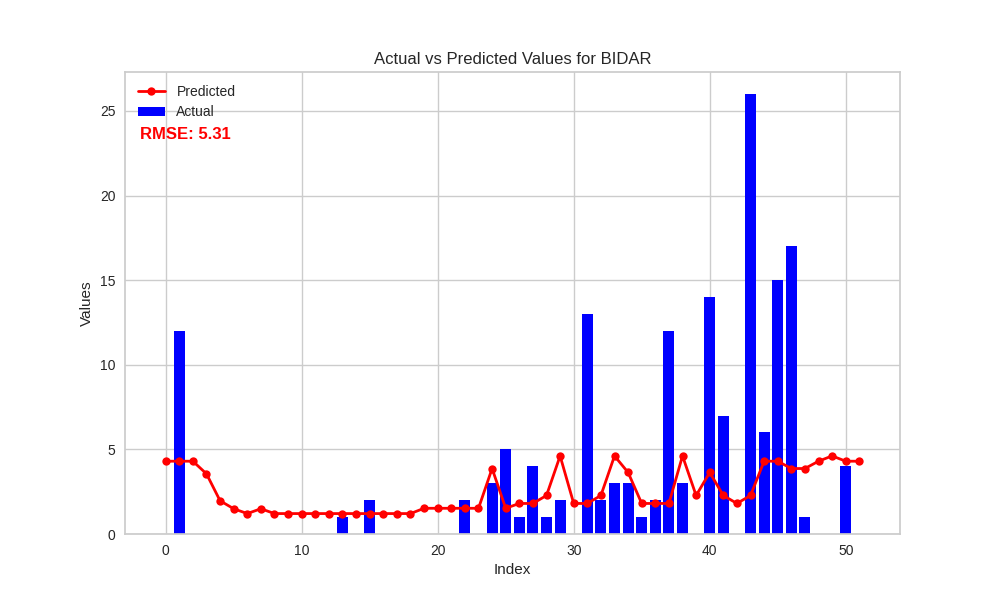 Actual vs Predicted Values for BIDAR
Predicted
Actual
RMSE: 5.31
25
20
15
10
5
0
Values
0 10 20 30 40 50
Index